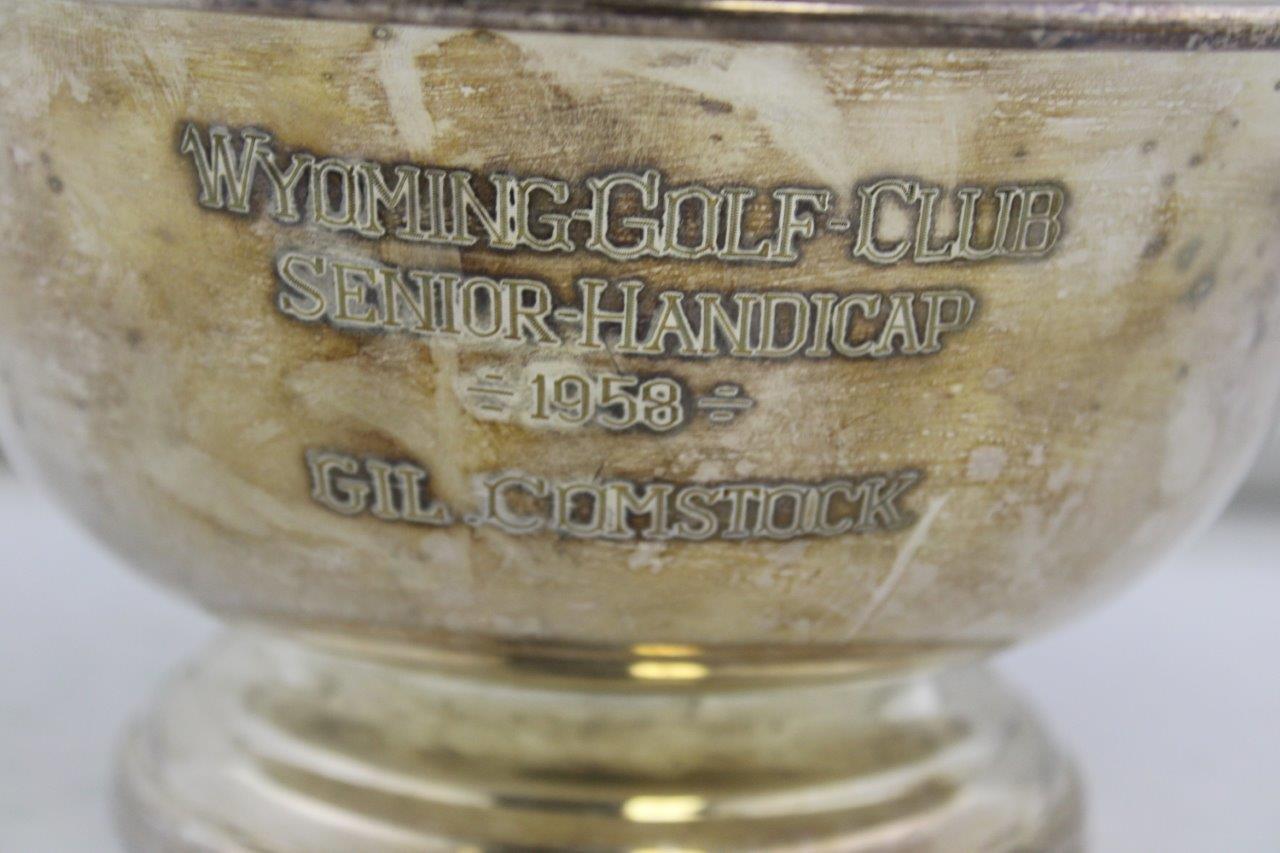 WYOMING-GOLF-CLUB
SENIOR-HANDICAP
÷ 1958 ÷
GIL. COMSTOCK